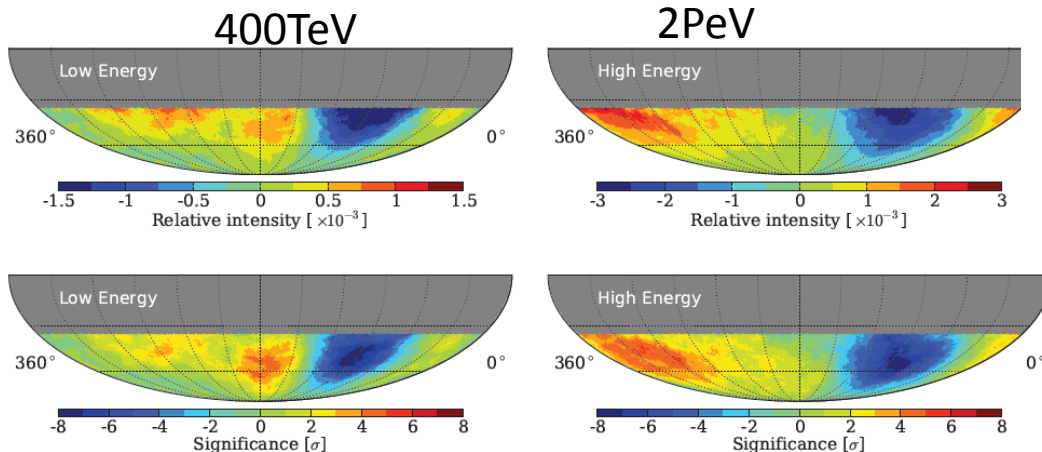 400TeV
2PeV
Low Energy
High Energy
360°
0°
360°
0°
-1.5 -1 -0.5 0 0.5 1 1.5
-3 -2 -1 0 1 2 3
Relative intensity [ ×10⁻³]
Relative intensity [ ×10⁻³]
Low Energy
High Energy
360°
0°
360°
0°
-8 -6 -4 -2 0 2 4 6 8
-8 -6 -4 -2 0 2 4 6 8
Significance [σ]
Significance [σ]